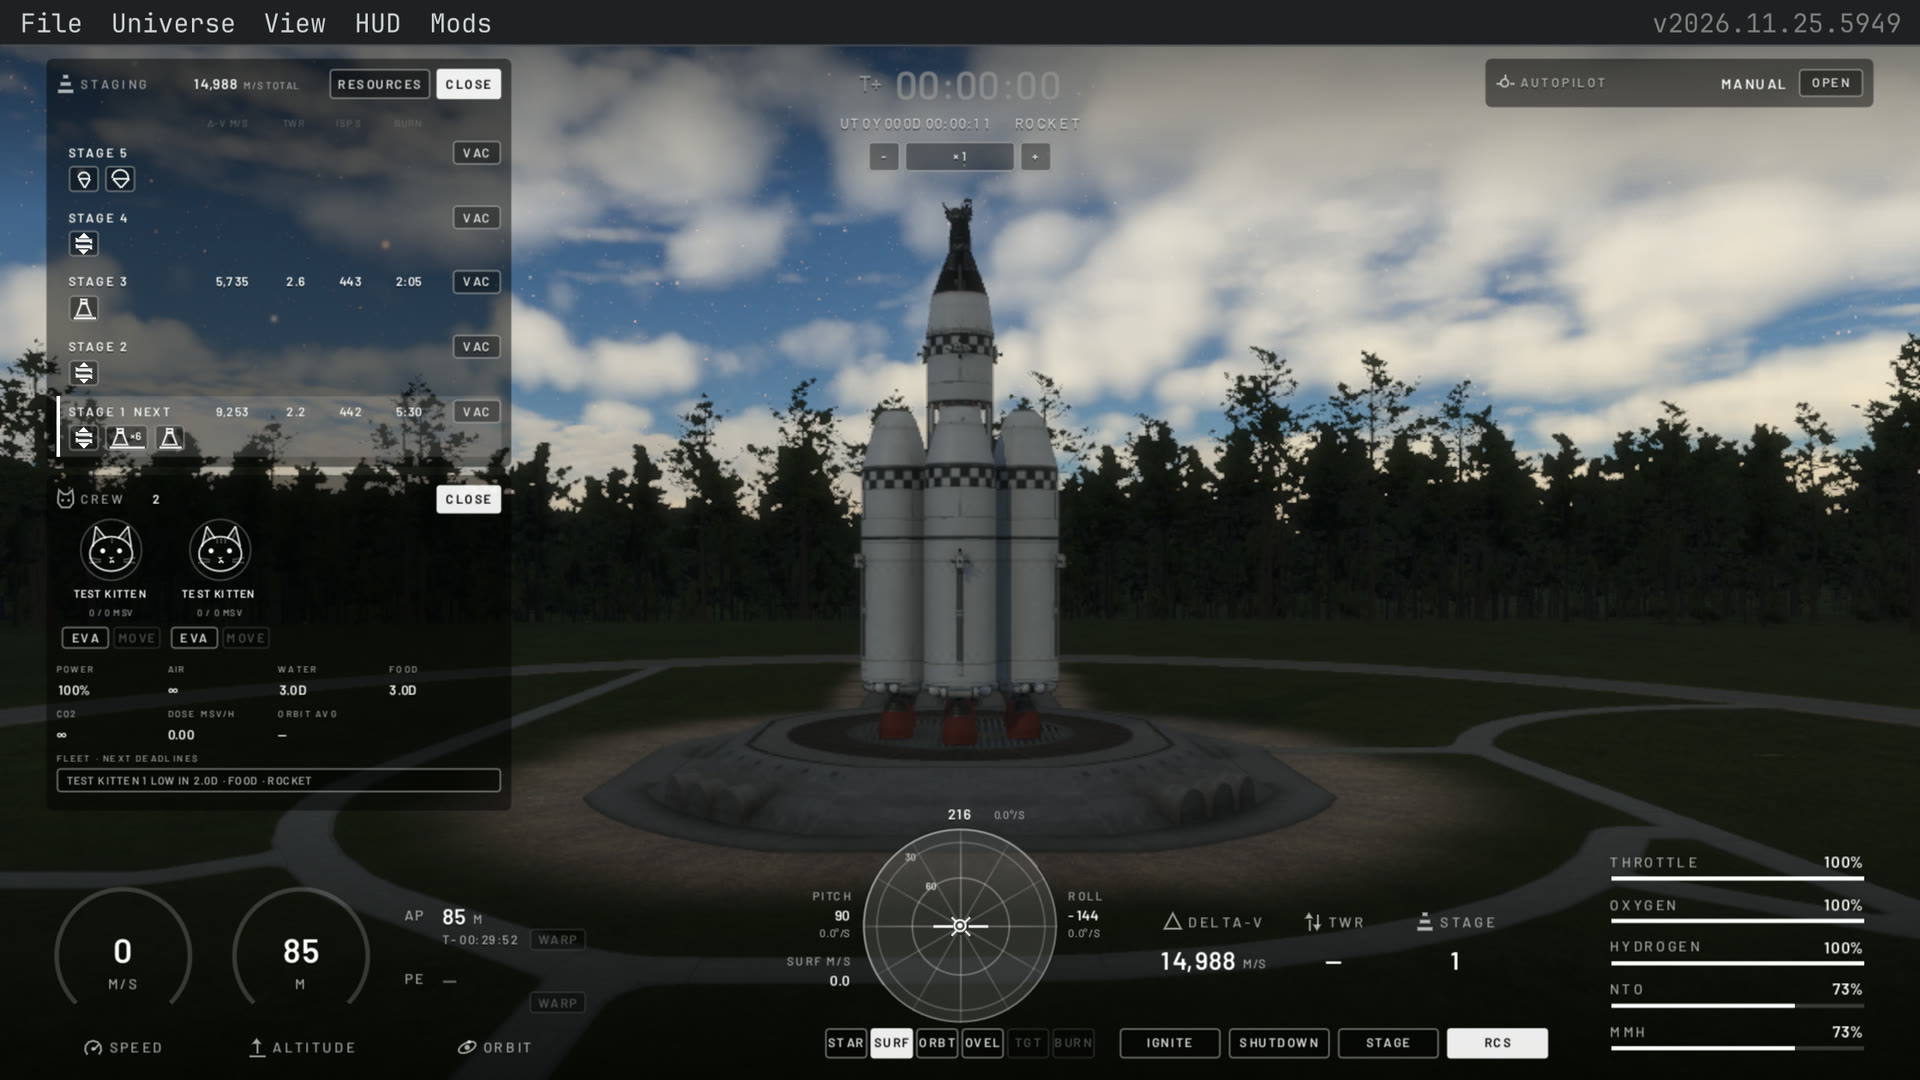 File Universe View HUD Mods v2026.11.25.5949
STAGING 14,988 M/S TOTAL RESOURCES CLOSE
Δ-V M/S TWR ISP S BURN
STAGE 5 VAC
STAGE 4 VAC
STAGE 3 5,735 2.6 443 2:05 VAC
STAGE 2 VAC
STAGE 1 NEXT 9,253 2.2 442 5:30 VAC
×6
CREW 2 CLOSE
TEST KITTEN TEST KITTEN
0 / 0 MSV 0 / 0 MSV
EVA MOVE EVA MOVE
POWER AIR WATER FOOD
100% ∞ 3.0D 3.0D
CO2 DOSE MSV/H ORBIT AVG
∞ 0.00 —
FLEET · NEXT DEADLINES
TEST KITTEN 1 LOW IN 2.0D · FOOD · ROCKET
T+ 00:00:00
UT 0Y 000D 00:00:11 ROCKET
- ×1 +
AUTOPILOT MANUAL OPEN
0
M/S
SPEED
85
M
ALTITUDE
AP 85 M
T- 00:29:52 WARP
PE —
WARP
ORBIT
216 0.0°/S
30
60
PITCH
90
0.0°/S
SURF M/S
0.0
ROLL
-144
0.0°/S
STAR SURF ORBT OVEL TGT BURN
DELTA-V TWR STAGE
14,988 M/S — 1
IGNITE SHUTDOWN STAGE RCS
THROTTLE 100%
OXYGEN 100%
HYDROGEN 100%
NTO 73%
MMH 73%